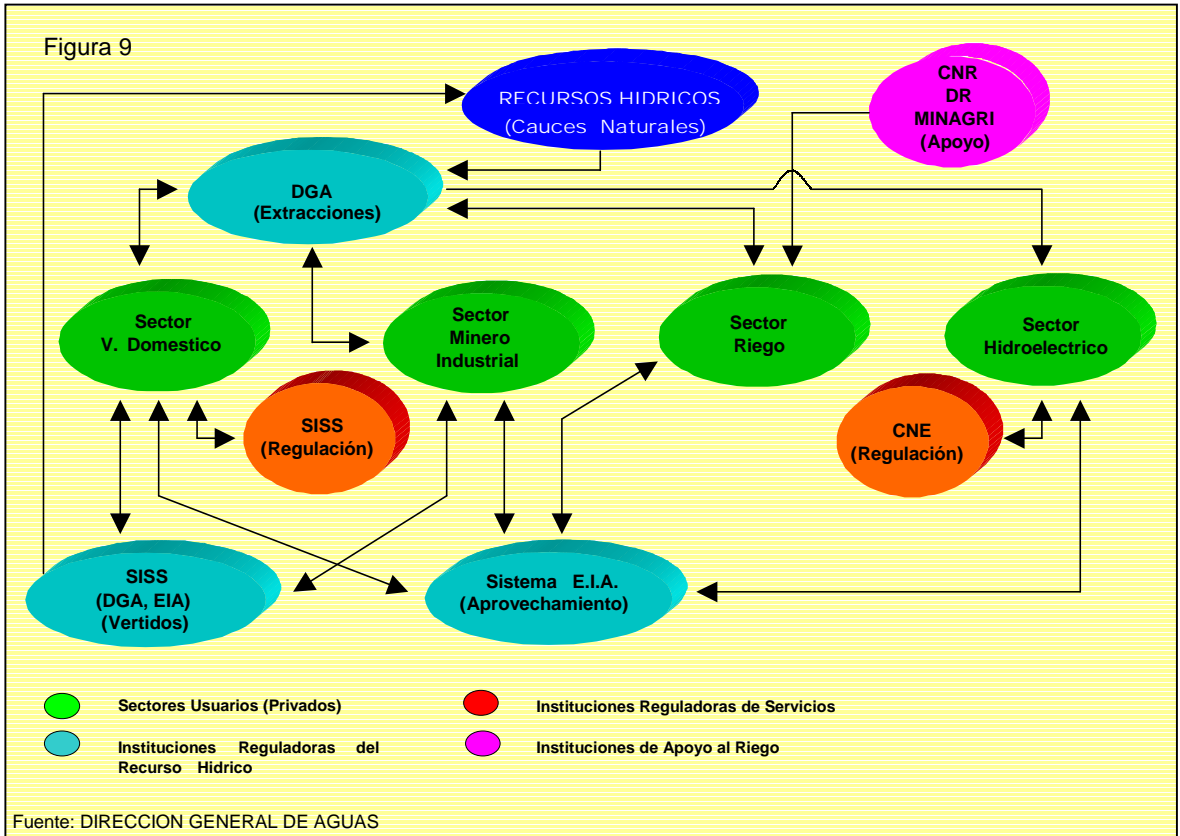 Figura 9
RECURSOS HIDRICOS
(Cauces Naturales)
CNR
DR
MINAGRI
(Apoyo)
DGA
(Extracciones)
Sector
V. Domestico
Sector
Minero
Industrial
Sector
Riego
Sector
Hidroelectrico
SISS
(Regulación)
CNE
(Regulación)
SISS
(DGA, EIA)
(Vertidos)
Sistema E.I.A.
(Aprovechamiento)
Sectores Usuarios (Privados)
Instituciones Reguladoras de Servicios
Instituciones Reguladoras del
Recurso Hidrico
Instituciones de Apoyo al Riego
Fuente: DIRECCION GENERAL DE AGUAS